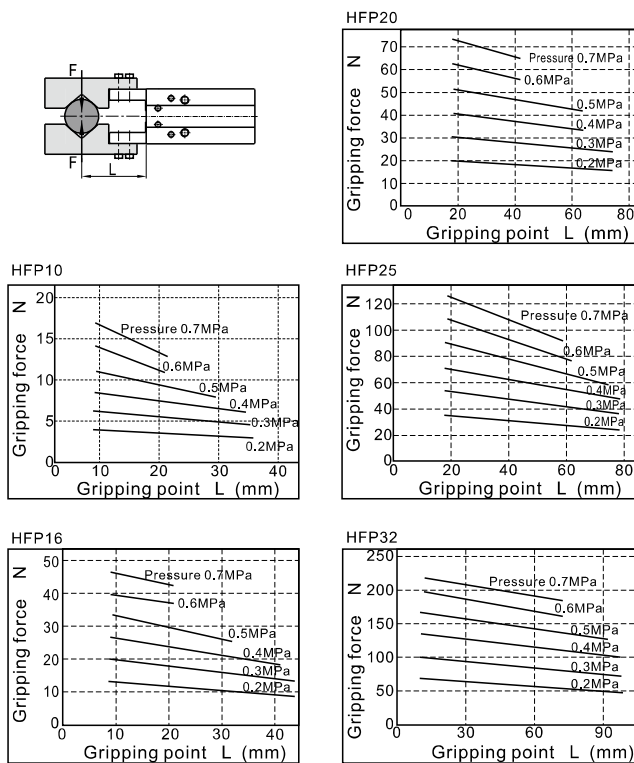 F
F
L
HFP20
Gripping force N
70
60
50
40
30
20
10
0
Pressure 0.7MPa
0.6MPa
0.5MPa
0.4MPa
0.3MPa
0.2MPa
0 20 40 60 80
Gripping point L (mm)
HFP10
Gripping force N
20
15
10
5
0
Pressure 0.7MPa
0.6MPa
0.5MPa
0.4MPa
0.3MPa
0.2MPa
0 10 20 30 40
Gripping point L (mm)
HFP25
Gripping force N
120
100
80
60
40
20
0
Pressure 0.7MPa
0.6MPa
0.5MPa
0.4MPa
0.3MPa
0.2MPa
0 20 40 60 80
Gripping point L (mm)
HFP16
Gripping force N
50
40
30
20
10
0
Pressure 0.7MPa
0.6MPa
0.5MPa
0.4MPa
0.3MPa
0.2MPa
0 10 20 30 40
Gripping point L (mm)
HFP32
Gripping force N
250
200
150
100
50
0
Pressure 0.7MPa
0.6MPa
0.5MPa
0.4MPa
0.3MPa
0.2MPa
0 30 60 90
Gripping point L (mm)